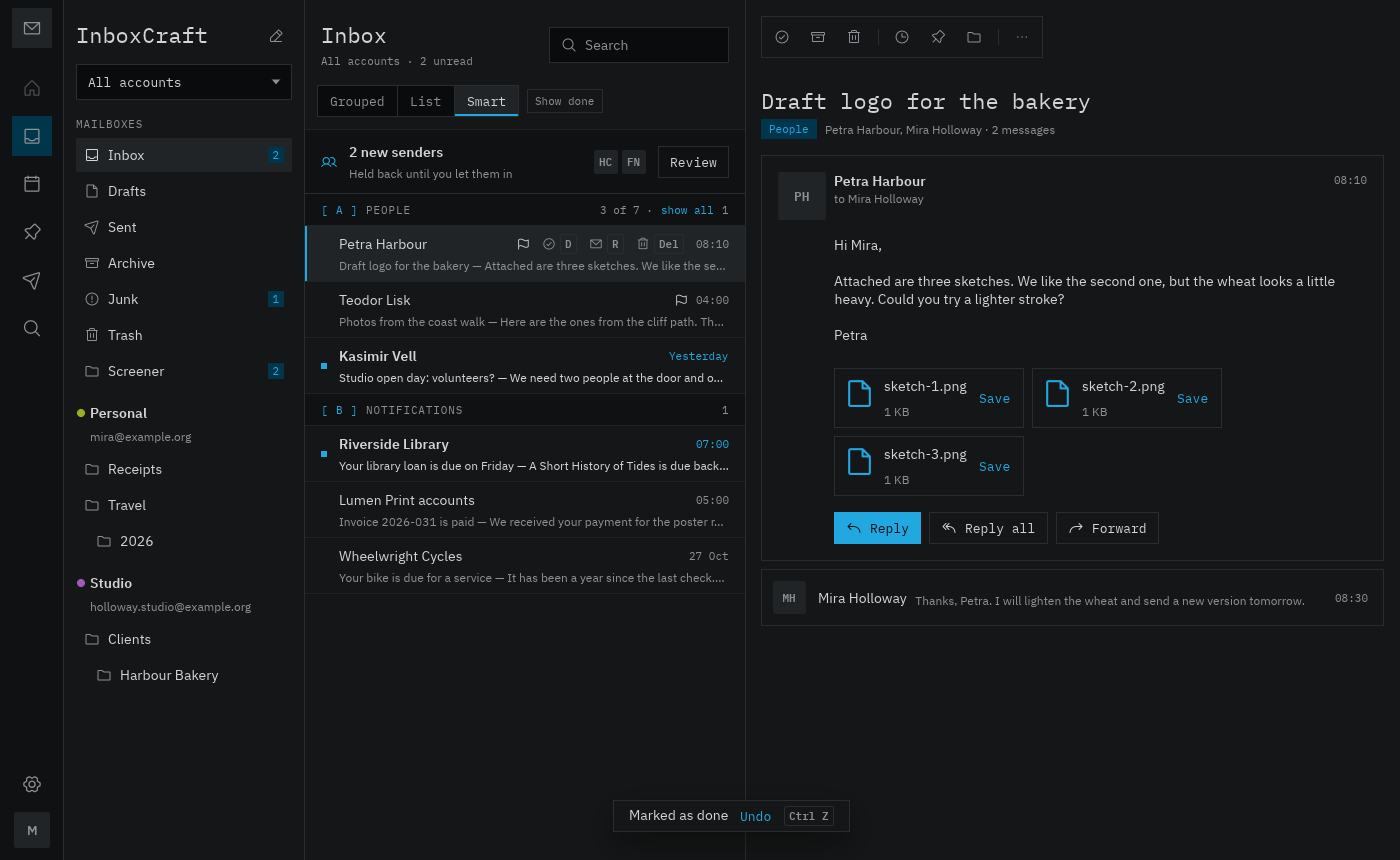 InboxCraft
All accounts
MAILBOXES
Inbox 2
Drafts
Sent
Archive
Junk 1
Trash
Screener 2
Personal
mira@example.org
Receipts
Travel
2026
Studio
holloway.studio@example.org
Clients
Harbour Bakery
M
Inbox
All accounts · 2 unread
Search
Grouped List Smart Show done
2 new senders
Held back until you let them in
HC FN Review
[ A ] PEOPLE 3 of 7 · show all 1
Petra Harbour D R Del 08:10
Draft logo for the bakery — Attached are three sketches. We like the se…
Teodor Lisk 04:00
Photos from the coast walk — Here are the ones from the cliff path. Th…
Kasimir Vell Yesterday
Studio open day: volunteers? — We need two people at the door and o…
[ B ] NOTIFICATIONS 1
Riverside Library 07:00
Your library loan is due on Friday — A Short History of Tides is due back…
Lumen Print accounts 05:00
Invoice 2026-031 is paid — We received your payment for the poster r…
Wheelwright Cycles 27 Oct
Your bike is due for a service — It has been a year since the last check.…
Draft logo for the bakery
People Petra Harbour, Mira Holloway · 2 messages
PH Petra Harbour 08:10
to Mira Holloway
Hi Mira,
Attached are three sketches. We like the second one, but the wheat looks a little
heavy. Could you try a lighter stroke?
Petra
sketch-1.png 1 KB Save
sketch-2.png 1 KB Save
sketch-3.png 1 KB Save
Reply Reply all Forward
MH Mira Holloway Thanks, Petra. I will lighten the wheat and send a new version tomorrow. 08:30
Marked as done Undo Ctrl Z